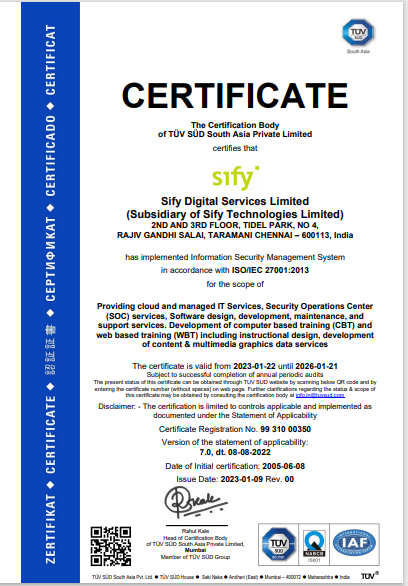 ZERTIFIKAT ◆ CERTIFICATE ◆ 認証証書 ◆ СЕРТИФИКАТ ◆ CERTIFICADO ◆ CERTIFICAT
TÜV
SÜD
South Asia
CERTIFICATE
The Certification Body
of TÜV SÜD South Asia Private Limited
certifies that
sify
Sify Digital Services Limited
(Subsidiary of Sify Technologies Limited)
2ND AND 3RD FLOOR, TIDEL PARK, NO 4,
RAJIV GANDHI SALAI, TARAMANI CHENNAI – 600113, India
has implemented Information Security Management System
in accordance with ISO/IEC 27001:2013
for the scope of
Providing cloud and managed IT Services, Security Operations Center
(SOC) services, Software design, development, maintenance, and
support services. Development of computer based training (CBT) and
web based training (WBT) including instructional design, development
of content & multimedia graphics data services
The certificate is valid from 2023-01-22 until 2026-01-21
Subject to successful completion of annual periodic audits
The present status of this certificate can be obtained through TUV SUD website by scanning below QR code and by
entering the certificate number (without spaces) on web page. Further clarifications regarding the status & scope of
this certificate may be obtained by consulting the certification body at info.in@tuvsud.com
Disclaimer: - The certification is limited to controls applicable and implemented as
documented under the Statement of Applicability
Certificate Registration No. 99 310 00350
Version of the statement of applicability:
7.0, dt. 08-08-2022
Date of Initial certification: 2005-06-08
Issue Date: 2023-01-09 Rev. 00
Rahul Kale
Head of Certification Body
of TÜV SÜD South Asia Private Limited,
Mumbai
Member of TÜV SÜD Group
TÜV
SÜD
NABCB
IAF
TÜV SÜD South Asia Pvt. Ltd. ◆ TÜV SÜD House ◆ Saki Naka ◆ Andheri (East) ◆ Mumbai – 400072 ◆ Maharashtra ◆ India TÜV®